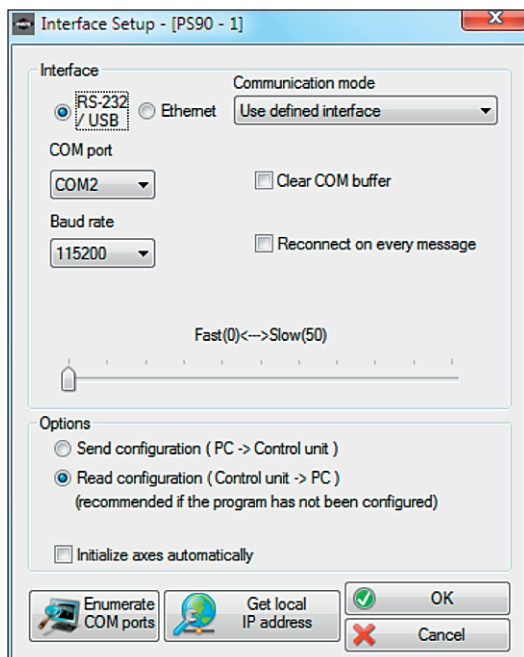 Interface Setup - [PS90 - 1]
Interface
RS-232
/ USB
Ethernet
Communication mode
Use defined interface
COM port
COM2
Clear COM buffer
Baud rate
115200
Reconnect on every message
Fast(0)<--->Slow(50)
Options
Send configuration ( PC -> Control unit )
Read configuration ( Control unit -> PC )
(recommended if the program has not been configured)
Initialize axes automatically
Enumerate
COM ports
Get local
IP address
OK
Cancel